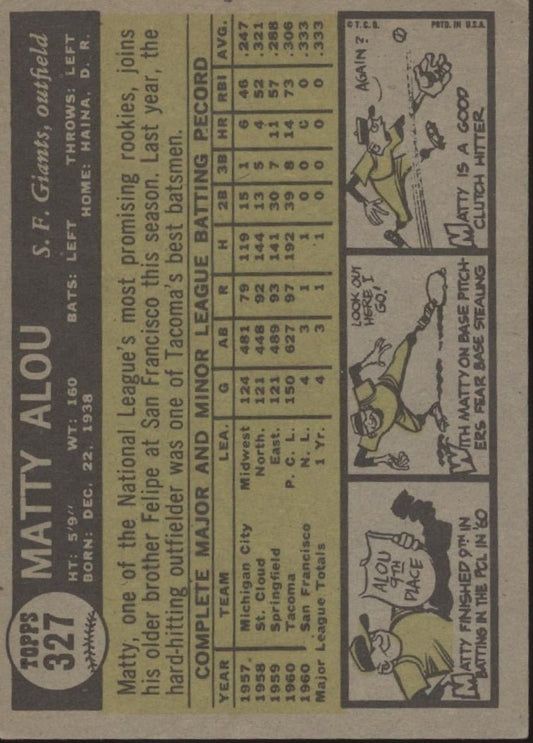 TOPPS
327
MATTY ALOU
S. F. Giants, outfield
HT: 5'9" WT: 160 BATS: LEFT THROWS: LEFT
BORN: DEC. 22, 1938 HOME: HAINA, D. R.
Matty, one of the National League's most promising rookies, joins
his older brother Felipe at San Francisco this season. Last year, the
hard-hitting outfielder was one of Tacoma's best batsmen.
COMPLETE MAJOR AND MINOR LEAGUE BATTING RECORD
YEAR TEAM LEA. G AB R H 2B 3B HR RBI AVG.
1957 Michigan City Midwest 124 481 79 119 15 1 6 46 .247
1958 St. Cloud North. 121 448 92 144 13 5 4 52 .321
1959 Springfield East. 121 489 93 141 30 7 11 57 .288
1960 Tacoma P. C. L. 150 627 97 192 39 8 14 73 .306
1960 San Francisco N. L. 4 3 1 1 0 0 0 0 .333
Major League Totals 1 Yr. 4 3 1 1 0 0 0 0 .333
ALOU
9TH
PLACE
MATTY FINISHED 9TH IN
BATTING IN THE PCL IN '60
LOOK OUT
HERE I
GO!
WITH MATTY ON BASE PITCH-
ERS FEAR BASE STEALING
© T. C. G. PRTD. IN U.S.A.
AGAIN?
MATTY IS A GOOD
CLUTCH HITTER